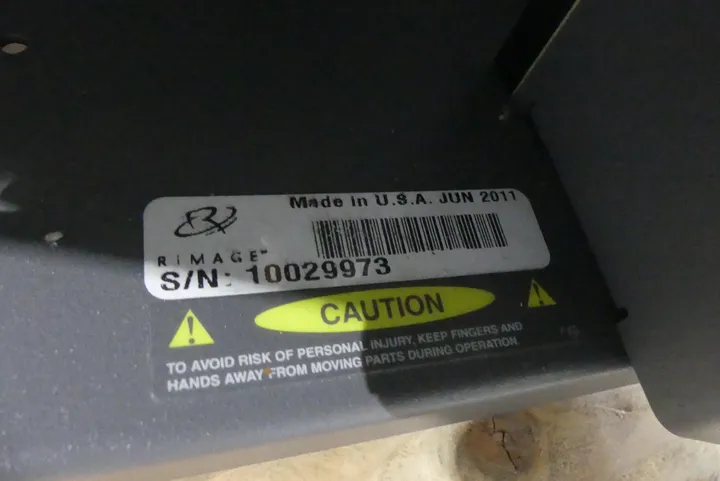 Made in U.S.A. JUN 2011
RiMAGE™
S/N: 10029973
CAUTION
TO AVOID RISK OF PERSONAL INJURY, KEEP FINGERS AND
HANDS AWAY FROM MOVING PARTS DURING OPERATION.